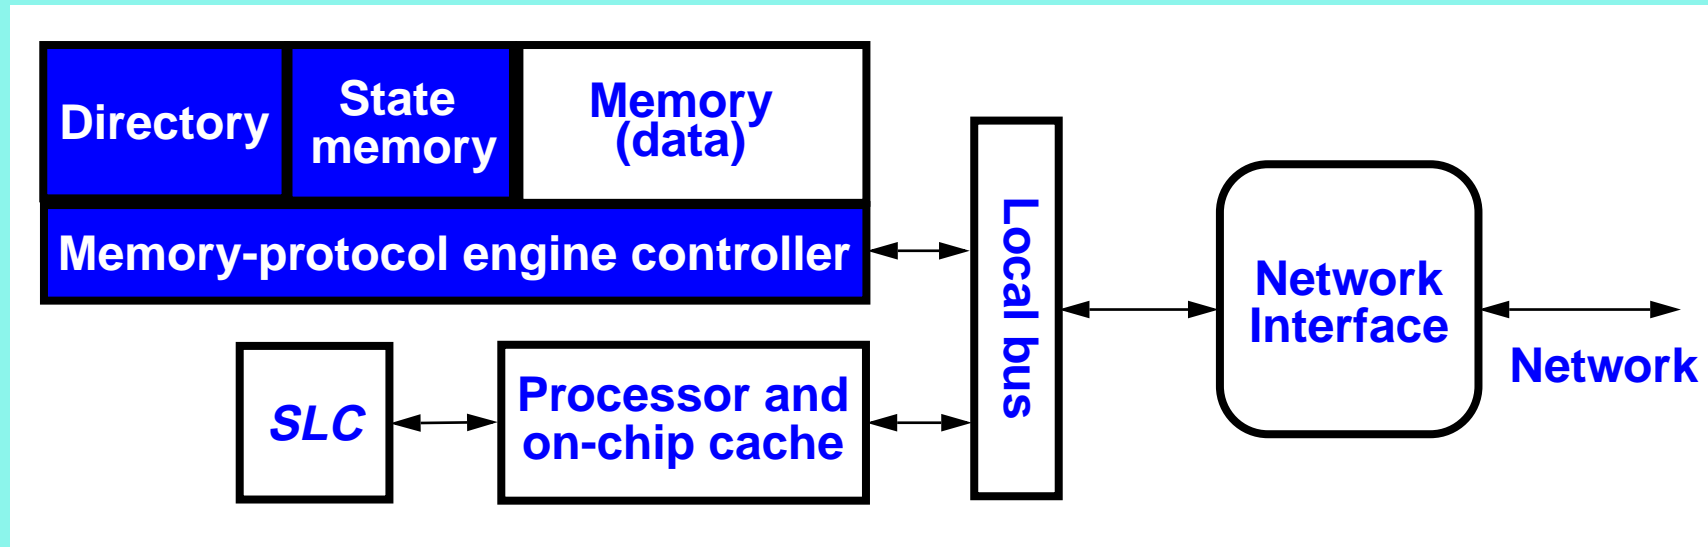 Directory
State
memory
Memory
(data)
Memory-protocol engine controller
SLC
Processor and
on-chip cache
Local bus
Network
Interface
Network